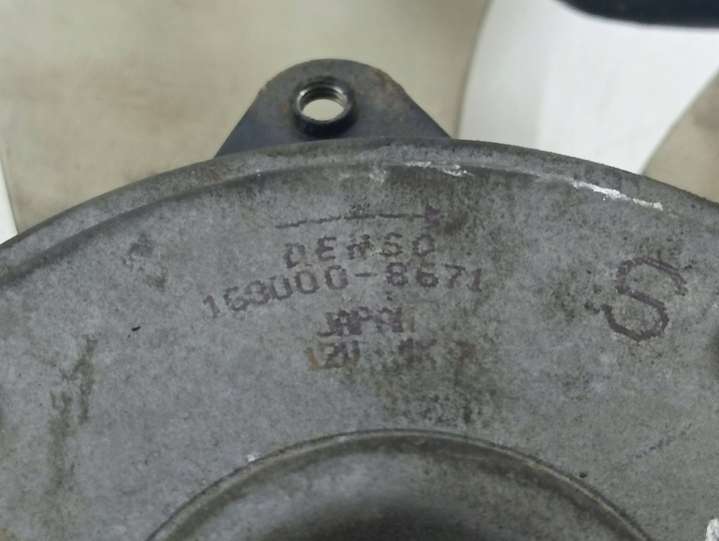 DENSO
168000-8671
JAPAN
12V
S